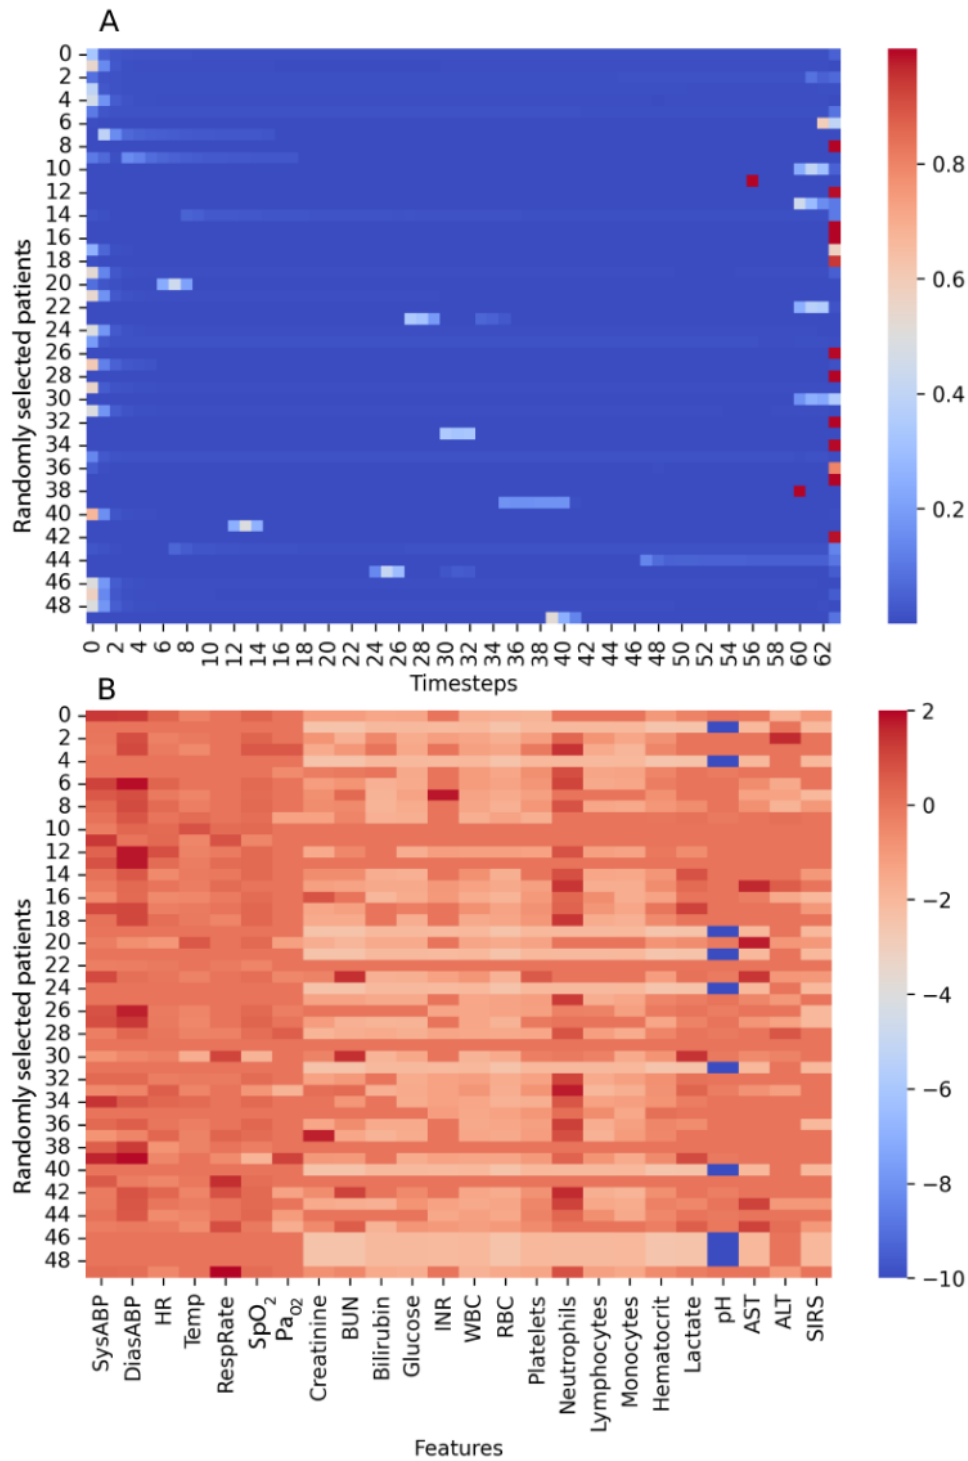 A
0
2
4
6
8
10
12
14
16
18
20
22
24
26
28
30
32
34
36
38
40
42
44
46
48
Randomly selected patients
0 2 4 6 8 10 12 14 16 18 20 22 24 26 28 30 32 34 36 38 40 42 44 46 48 50 52 54 56 58 60 62
Timesteps
0.8
0.6
0.4
0.2
B
0
2
4
6
8
10
12
14
16
18
20
22
24
26
28
30
32
34
36
38
40
42
44
46
48
Randomly selected patients
SysABP
DiasABP
HR
Temp
RespRate
SpO2
PaO2
Creatinine
BUN
Bilirubin
Glucose
INR
WBC
RBC
Platelets
Neutrophils
Lymphocytes
Monocytes
Hematocrit
Lactate
pH
AST
ALT
SIRS
Features
2
0
−2
−4
−6
−8
−10